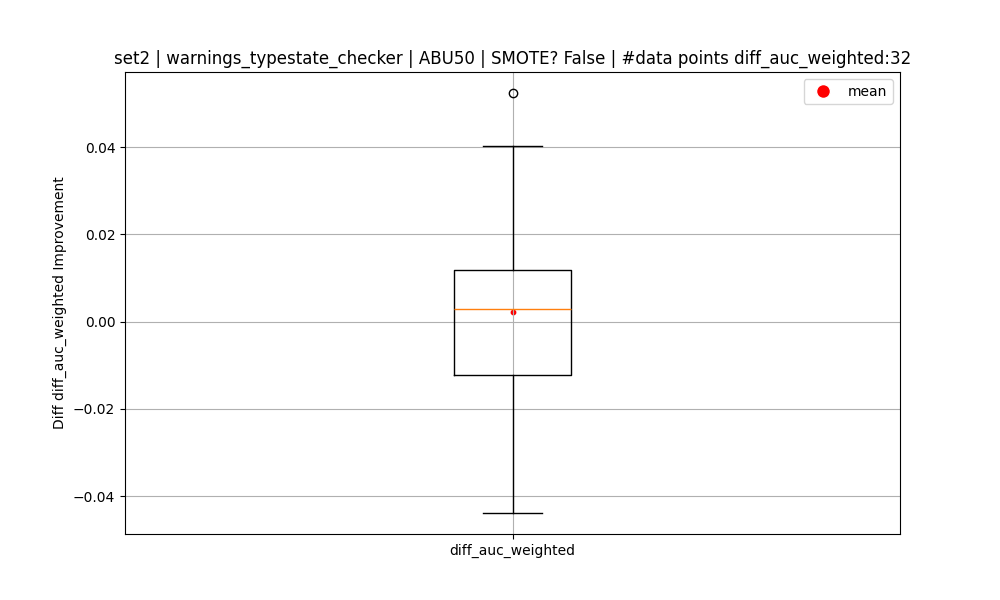 set2 | warnings_typestate_checker | ABU50 | SMOTE? False | #data points diff_auc_weighted:32
mean
Diff diff_auc_weighted Improvement
0.04
0.02
0.00
−0.02
−0.04
diff_auc_weighted